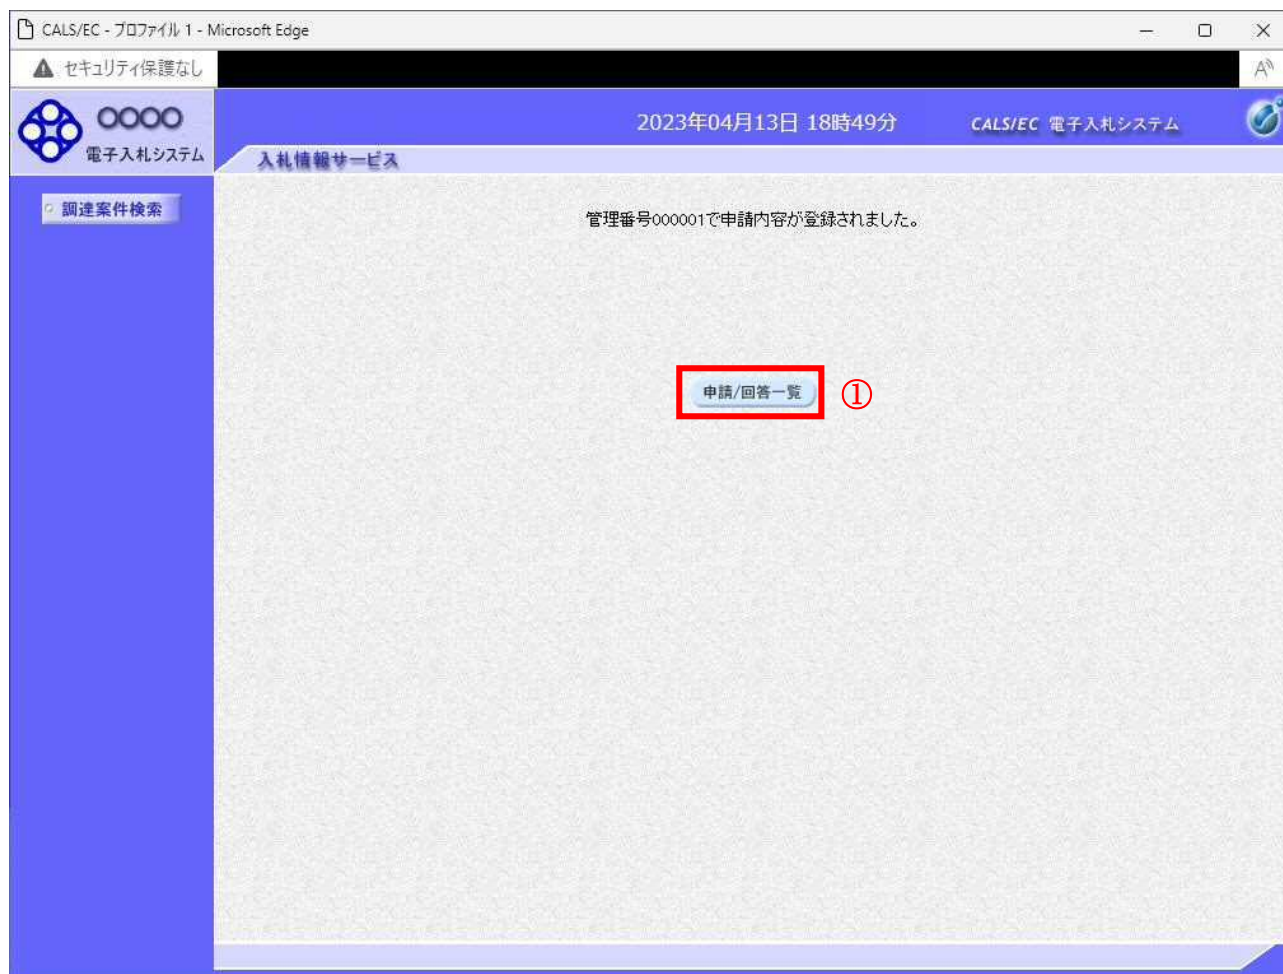 CALS/EC - プロファイル 1 - Microsoft Edge
セキュリティ保護なし
A
〇〇〇〇
電子入札システム
2023年04月13日 18時49分
CALS/EC 電子入札システム
入札情報サービス
調達案件検索
管理番号000001で申請内容が登録されました。
申請/回答一覧
①